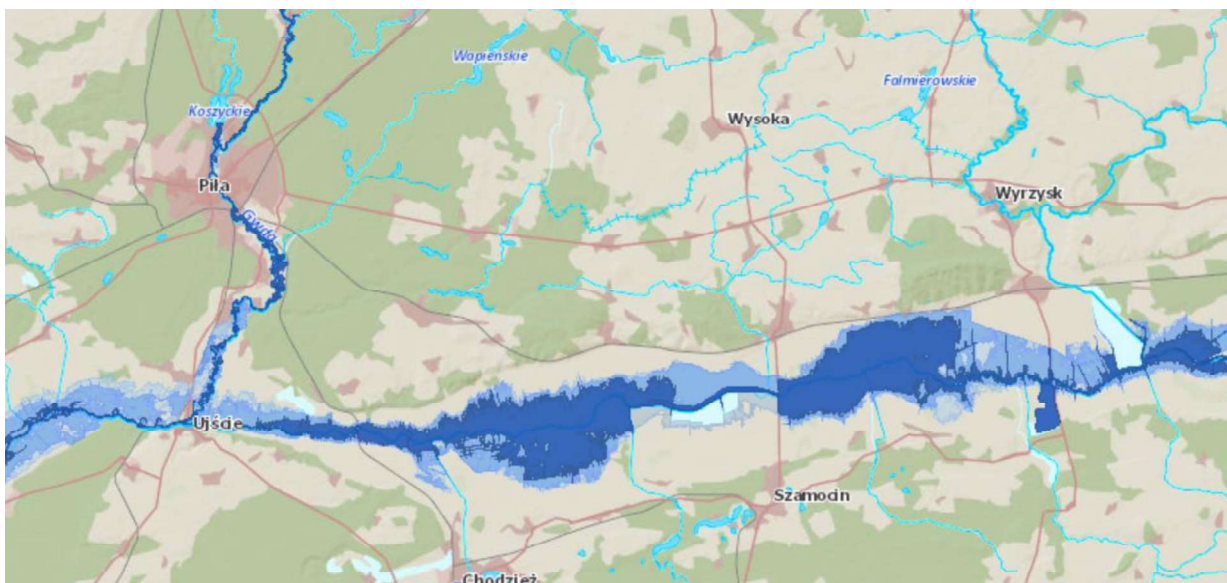 Wapieńskie
Falmierowskie
Koszyckie
Wysoka
Piła
Wyrzysk
Gwda
Ujście
Szamocin
Chodzież